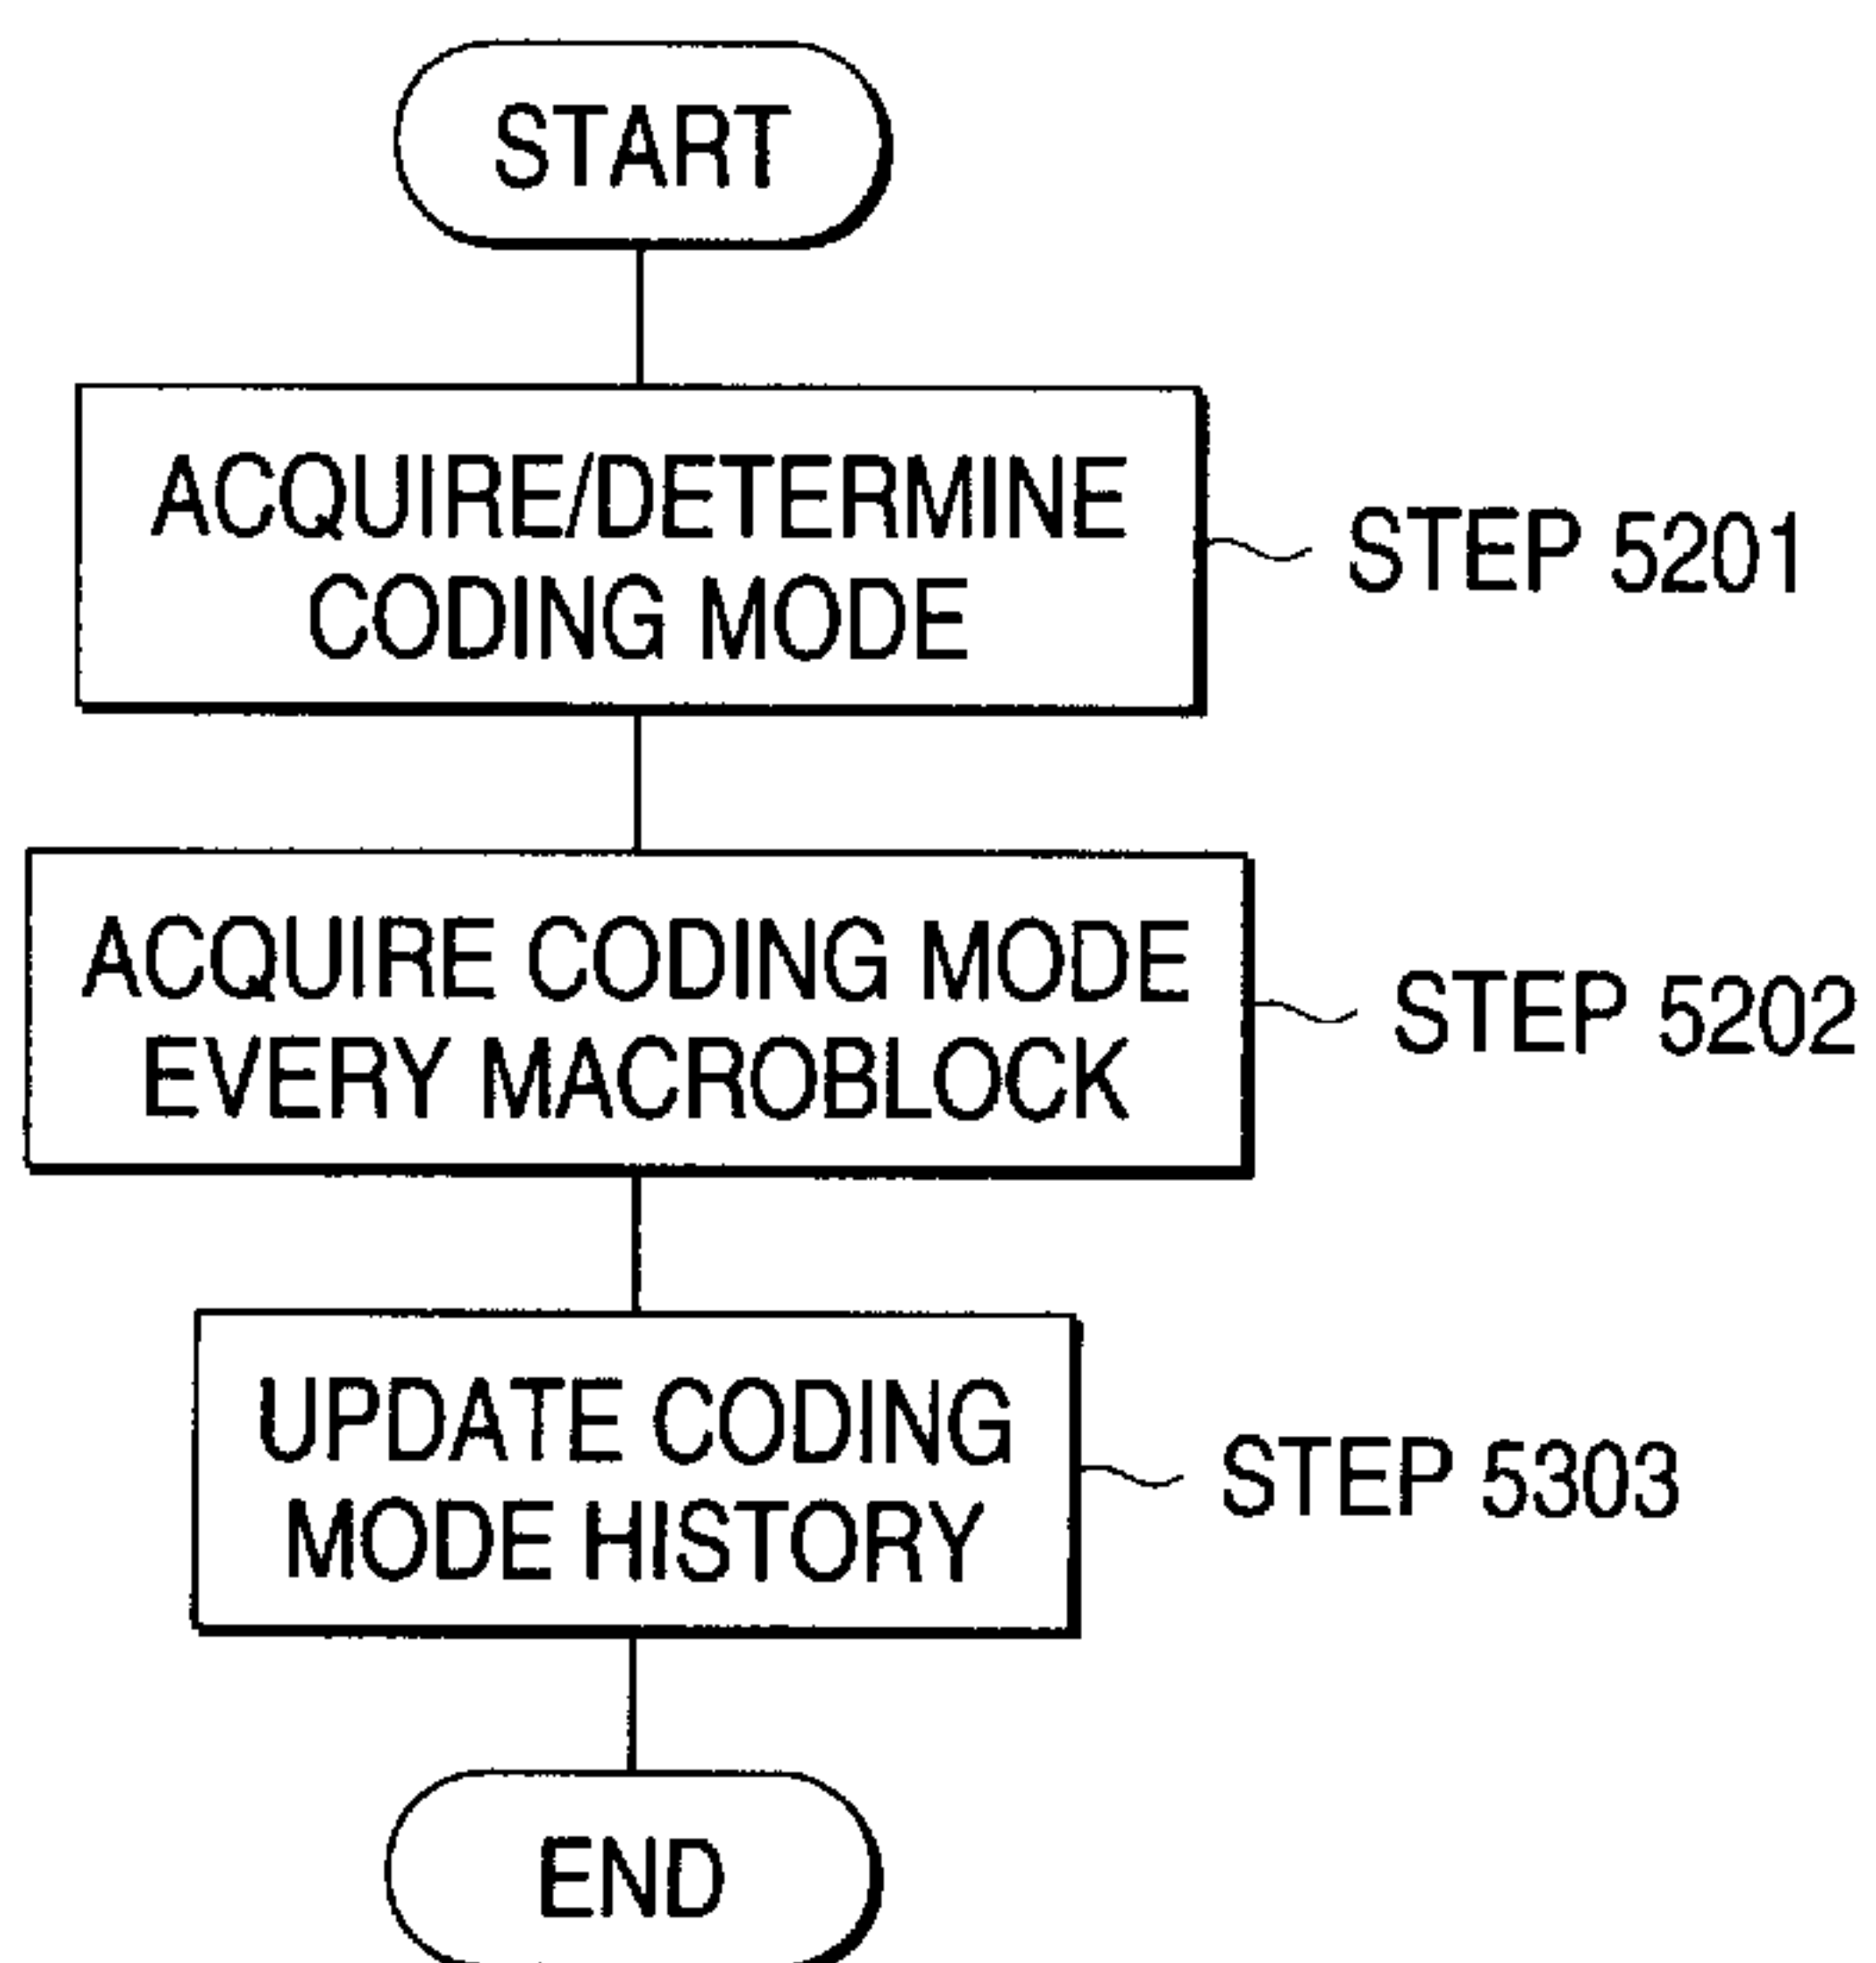 START
ACQUIRE/DETERMINE
CODING MODE
STEP 5201
ACQUIRE CODING MODE
EVERY MACROBLOCK
STEP 5202
UPDATE CODING
MODE HISTORY
STEP 5303
END